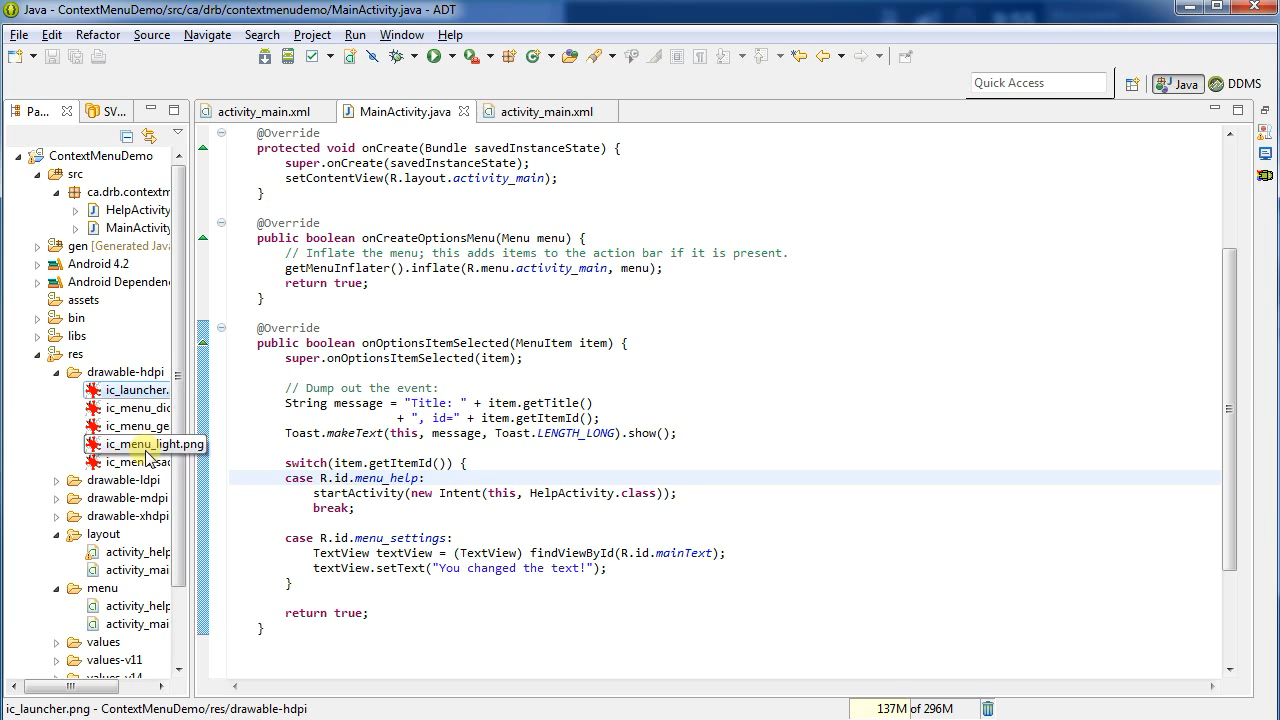 Java - ContextMenuDemo/src/ca/drb/contextmenudemo/MainActivity.java - ADT
File Edit Refactor Source Navigate Search Project Run Window Help
Quick Access
Java
DDMS
Pa...
SV...
activity_main.xml
MainActivity.java
activity_main.xml
ContextMenuDemo
src
ca.drb.contextm
HelpActivity
MainActivity
gen [Generated Java
Android 4.2
Android Dependenc
assets
bin
libs
res
drawable-hdpi
ic_launcher.
ic_menu_dic
ic_menu_ge
ic_menu_light.png
ic_menu_sac
drawable-ldpi
drawable-mdpi
drawable-xhdpi
layout
activity_help
activity_mai
menu
activity_help
activity_mai
values
values-v11
values-v14
@Override
protected void onCreate(Bundle savedInstanceState) {
super.onCreate(savedInstanceState);
setContentView(R.layout.activity_main);
}
@Override
public boolean onCreateOptionsMenu(Menu menu) {
// Inflate the menu; this adds items to the action bar if it is present.
getMenuInflater().inflate(R.menu.activity_main, menu);
return true;
}
@Override
public boolean onOptionsItemSelected(MenuItem item) {
super.onOptionsItemSelected(item);
// Dump out the event:
String message = "Title: " + item.getTitle()
+ ", id=" + item.getItemId();
Toast.makeText(this, message, Toast.LENGTH_LONG).show();
switch(item.getItemId()) {
case R.id.menu_help:
startActivity(new Intent(this, HelpActivity.class));
break;
case R.id.menu_settings:
TextView textView = (TextView) findViewById(R.id.mainText);
textView.setText("You changed the text!");
}
return true;
}
ic_launcher.png - ContextMenuDemo/res/drawable-hdpi
137M of 296M